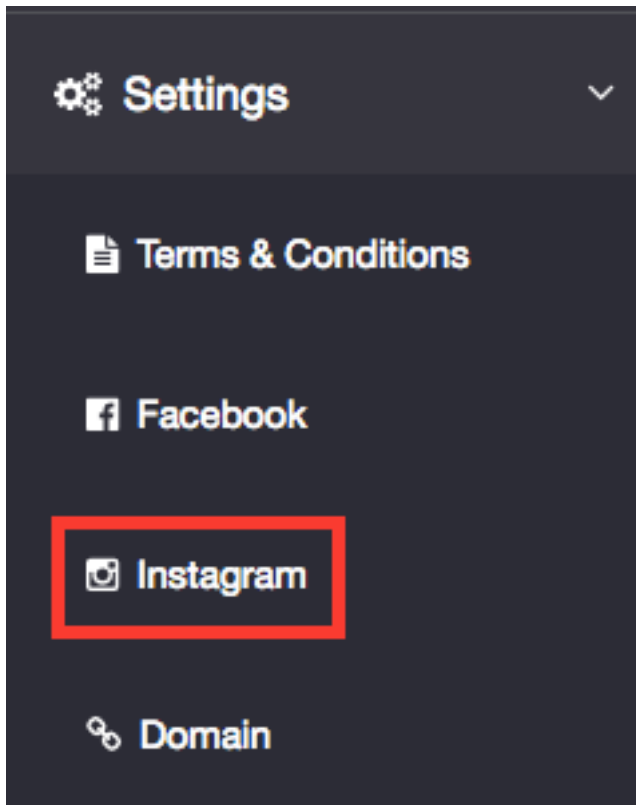 Settings
Terms & Conditions
Facebook
Instagram
Domain